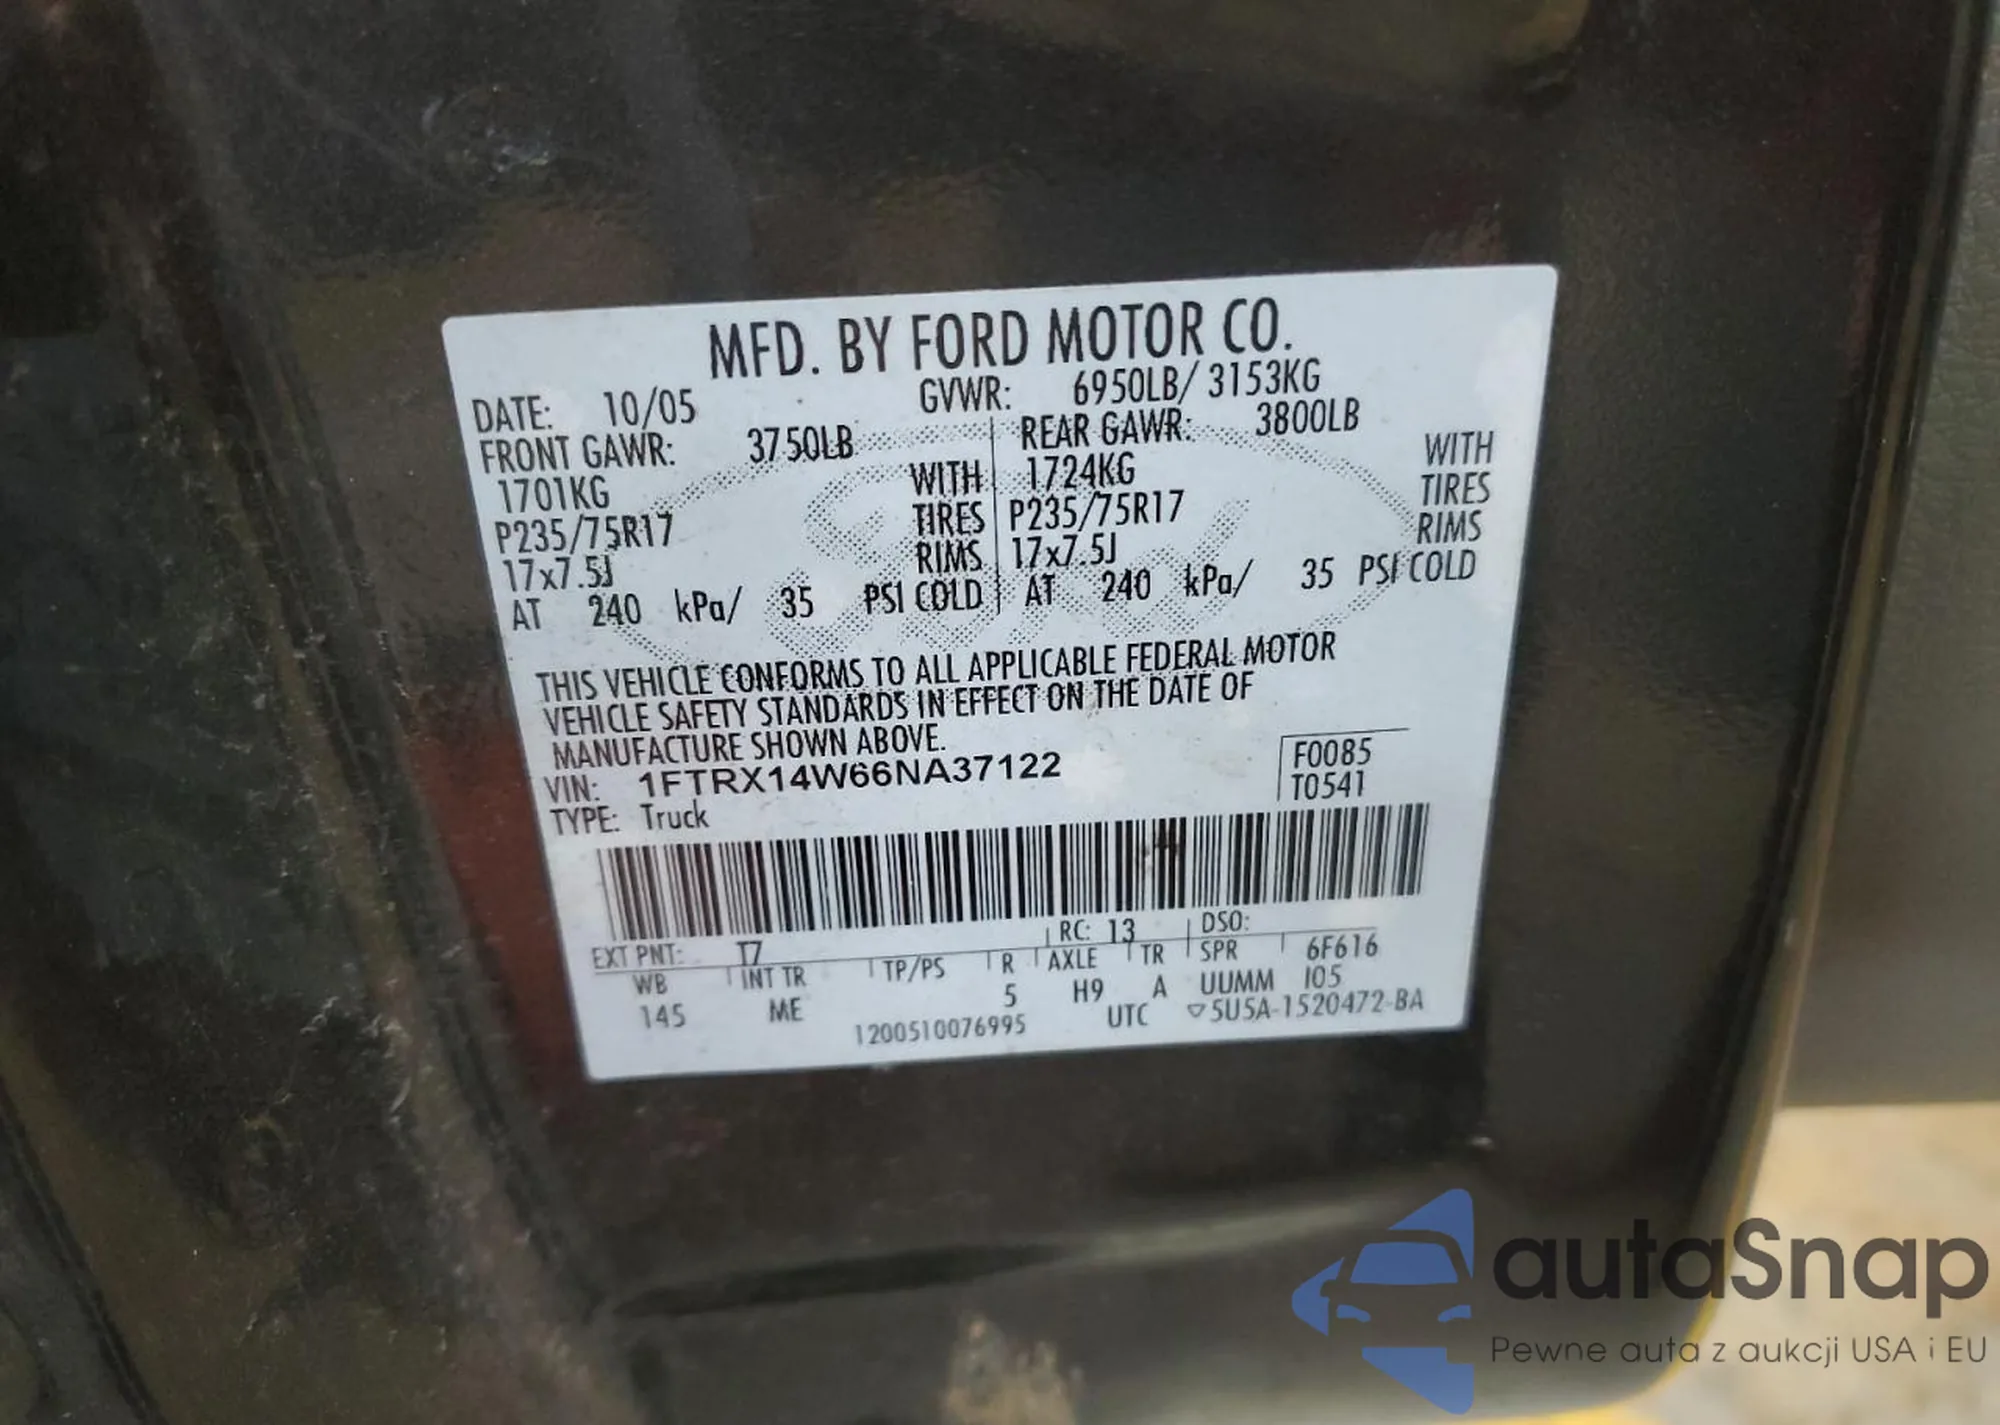 MFD. BY FORD MOTOR CO.
DATE: 10/05 GVWR: 6950LB/ 3153KG
FRONT GAWR: 3750LB REAR GAWR: 3800LB
1701KG WITH 1724KG WITH
P235/75R17 TIRES P235/75R17 TIRES
17x7.5J RIMS 17x7.5J RIMS
AT 240 kPa/ 35 PSI COLD AT 240 kPa/ 35 PSI COLD
THIS VEHICLE CONFORMS TO ALL APPLICABLE FEDERAL MOTOR
VEHICLE SAFETY STANDARDS IN EFFECT ON THE DATE OF
MANUFACTURE SHOWN ABOVE.
VIN: 1FTRX14W66NA37122 F0085
TYPE: Truck T0541
EXT PNT: T7 RC: 13 DSO:
WB INT TR TP/PS R AXLE TR SPR 6F616
145 ME 5 H9 A UUMM I05
1200510076995 UTC ▽5U5A-1520472-BA
autaSnap
Pewne auta z aukcji USA i EU